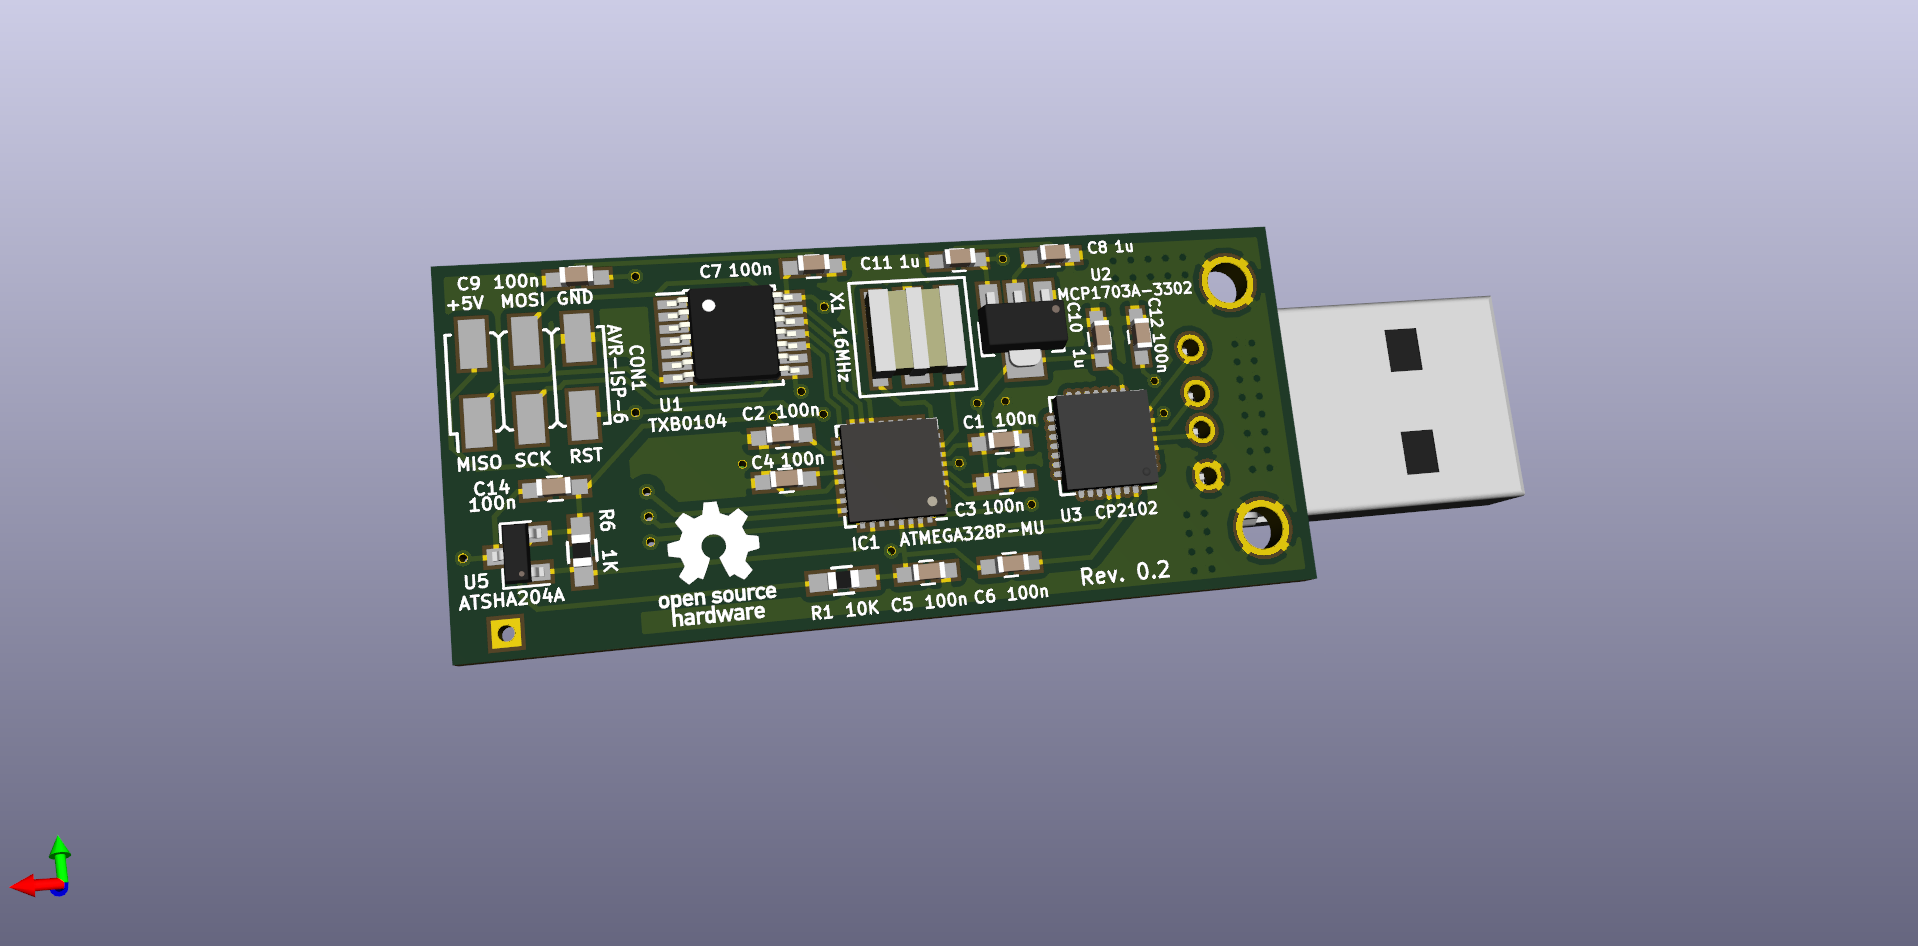 C9 100n
+5V MOSI GND
C7 100n
C11 1u
C8 1u
U2
MCP1703A-3302
C10
1u
C12 100n
X1 16MHz
CON1
AVR-ISP-6
U1
TXB0104
C2 100n
C1 100n
MISO SCK RST
C4 100n
C14
100n
C3 100n
U3 CP2102
R6 1K
IC1 ATMEGA328P-MU
U5
ATSHA204A
open source
hardware
R1 10K
C5 100n
C6 100n
Rev. 0.2